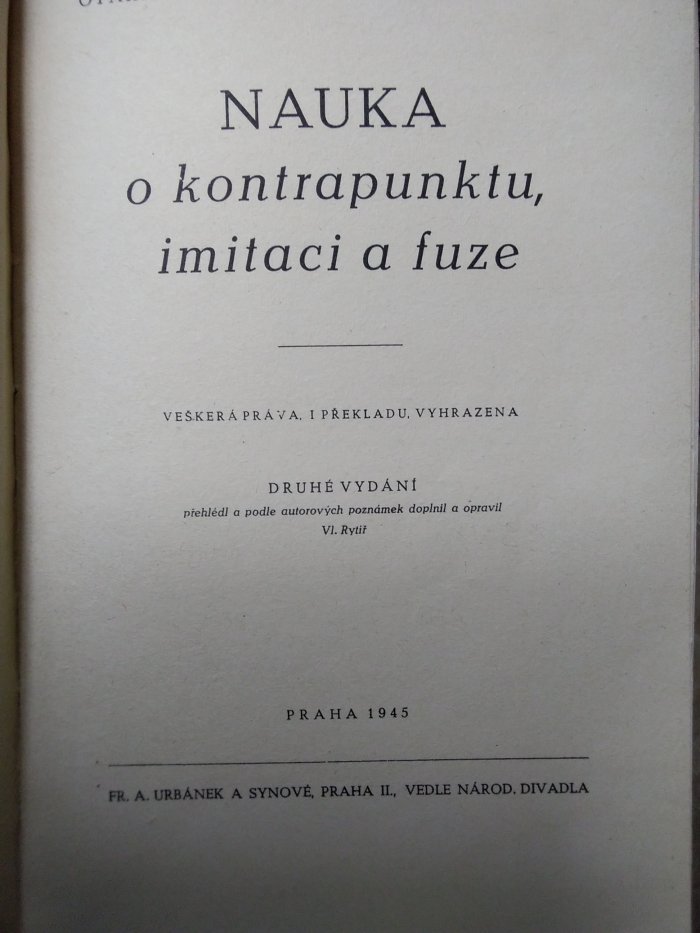 NAUKA
o kontrapunktu,
imitaci a fuze
VEŠKERÁ PRÁVA, I PŘEKLADU, VYHRAZENA
DRUHÉ VYDÁNÍ
přehlédl a podle autorových poznámek doplnil a opravil
Vl. Rytíř
PRAHA 1945
FR. A. URBÁNEK A SYNOVÉ, PRAHA II., VEDLE NÁROD. DIVADLA